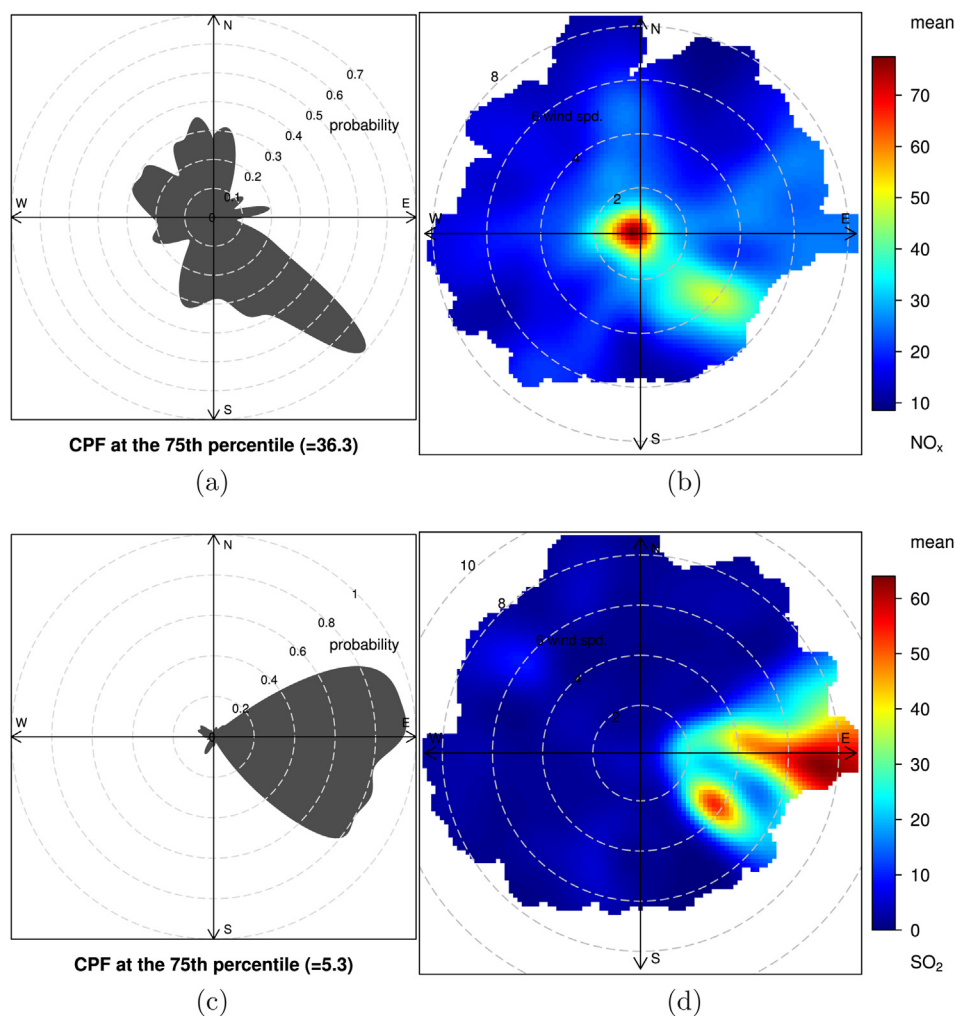 N
W
E
S
0
0.1
0.2
0.3
0.4
0.5
0.6
0.7
probability
CPF at the 75th percentile (=36.3)
(a)
N
W
E
S
2
4
6 wind spd.
8
mean
70
60
50
40
30
20
10
NOₓ
(b)
N
W
E
S
0
0.2
0.4
0.6
0.8
1
probability
CPF at the 75th percentile (=5.3)
(c)
N
W
E
S
2
4
6 wind spd.
8
10
mean
60
50
40
30
20
10
0
SO₂
(d)